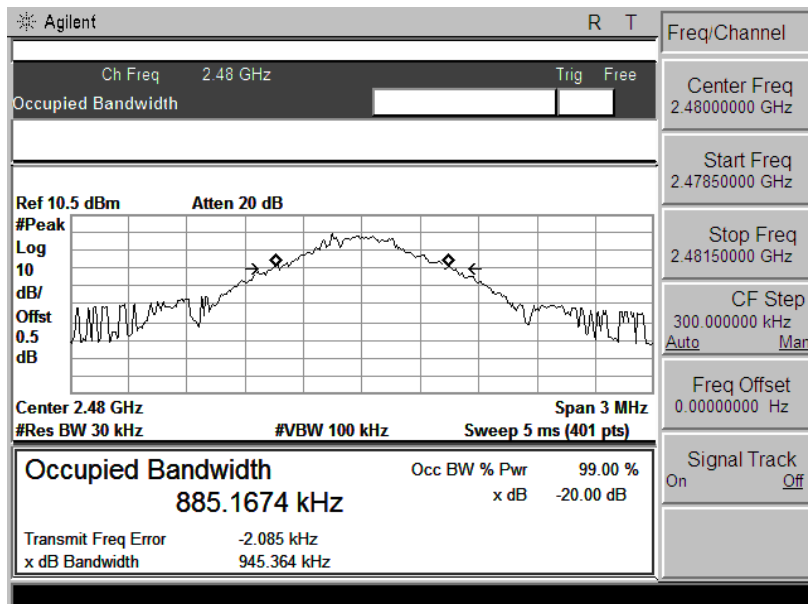 Agilent R T
Ch Freq 2.48 GHz Trig Free
Occupied Bandwidth
Ref 10.5 dBm Atten 20 dB
#Peak
Log
10
dB/
Offst
0.5
dB
Center 2.48 GHz Span 3 MHz
#Res BW 30 kHz #VBW 100 kHz Sweep 5 ms (401 pts)
Occupied Bandwidth
885.1674 kHz
Occ BW % Pwr 99.00 %
x dB -20.00 dB
Transmit Freq Error -2.085 kHz
x dB Bandwidth 945.364 kHz
Freq/Channel
Center Freq
2.48000000 GHz
Start Freq
2.47850000 GHz
Stop Freq
2.48150000 GHz
CF Step
300.000000 kHz
Auto Man
Freq Offset
0.00000000 Hz
Signal Track
On Off